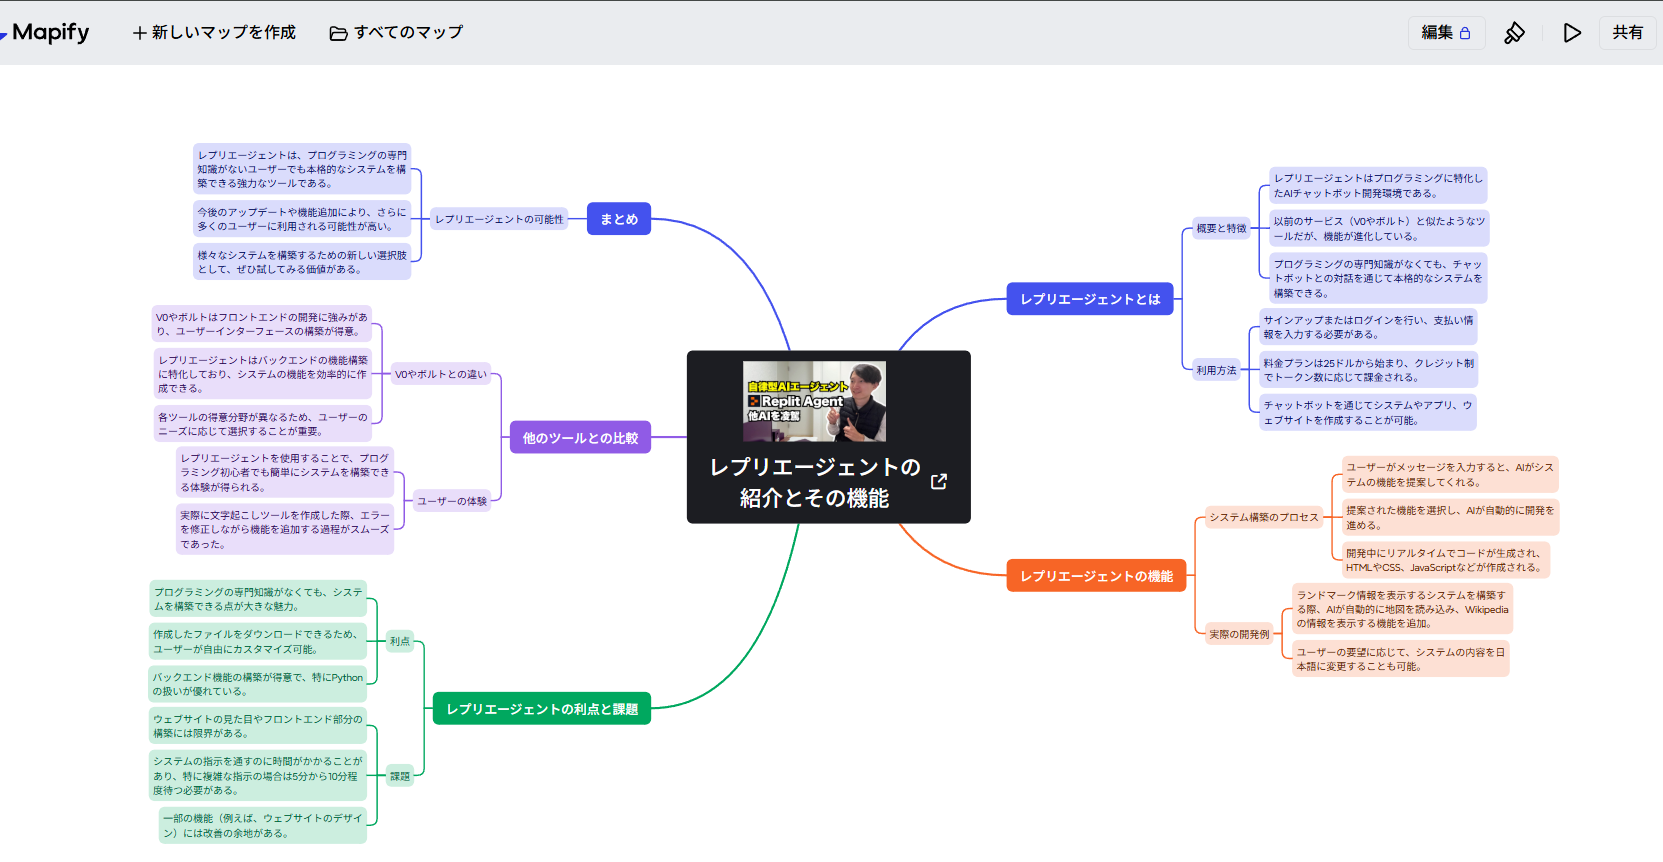 Mapify
新しいマップを作成
すべてのマップ
編集
共有
レプリエージェントは、プログラミングの専門
知識がないユーザーでも本格的なシステムを構
築できる強力なツールである。
今後のアップデートや機能追加により、さらに
多くのユーザーに利用される可能性が高い。
様々なシステムを構築するための新しい選択肢
として、ぜひ試してみる価値がある。
レプリエージェントの可能性
まとめ
V0やボルトはフロントエンドの開発に強みがあ
り、ユーザーインターフェースの構築が得意。
レプリエージェントはバックエンドの機能構築
に特化しており、システムの機能を効率的に作
成できる。
各ツールの得意分野が異なるため、ユーザーの
ニーズに応じて選択することが重要。
V0やボルトとの違い
レプリエージェントを使用することで、プログ
ラミング初心者でも簡単にシステムを構築でき
る体験が得られる。
実際に文字起こしツールを作成した際、エラー
を修正しながら機能を追加する過程がスムーズ
であった。
ユーザーの体験
他のツールとの比較
プログラミングの専門知識がなくても、システ
ムを構築できる点が大きな魅力。
作成したファイルをダウンロードできるため、
ユーザーが自由にカスタマイズ可能。
バックエンド機能の構築が得意で、特にPython
の扱いが優れている。
利点
ウェブサイトの見た目やフロントエンド部分の
構築には限界がある。
システムの指示を通すのに時間がかかることが
あり、特に複雑な指示の場合は5分から10分程
度待つ必要がある。
一部の機能（例えば、ウェブサイトのデザイ
ン）には改善の余地がある。
課題
レプリエージェントの利点と課題
自律型AIエージェント
Replit Agent
他AIを凌駕
レプリエージェントの
紹介とその機能
レプリエージェントとは
概要と特徴
レプリエージェントはプログラミングに特化し
たAIチャットボット開発環境である。
以前のサービス（V0やボルト）と似たようなツ
ールだが、機能が進化している。
プログラミングの専門知識がなくても、チャッ
トボットとの対話を通じて本格的なシステムを
構築できる。
利用方法
サインアップまたはログインを行い、支払い情
報を入力する必要がある。
料金プランは25ドルから始まり、クレジット制
でトークン数に応じて課金される。
チャットボットを通じてシステムやアプリ、ウ
ェブサイトを作成することが可能。
レプリエージェントの機能
システム構築のプロセス
ユーザーがメッセージを入力すると、AIがシス
テムの機能を提案してくれる。
提案された機能を選択し、AIが自動的に開発を
進める。
開発中にリアルタイムでコードが生成され、
HTMLやCSS、JavaScriptなどが作成される。
実際の開発例
ランドマーク情報を表示するシステムを構築す
る際、AIが自動的に地図を読み込み、Wikipedia
の情報を表示する機能を追加。
ユーザーの要望に応じて、システムの内容を日
本語に変更することも可能。